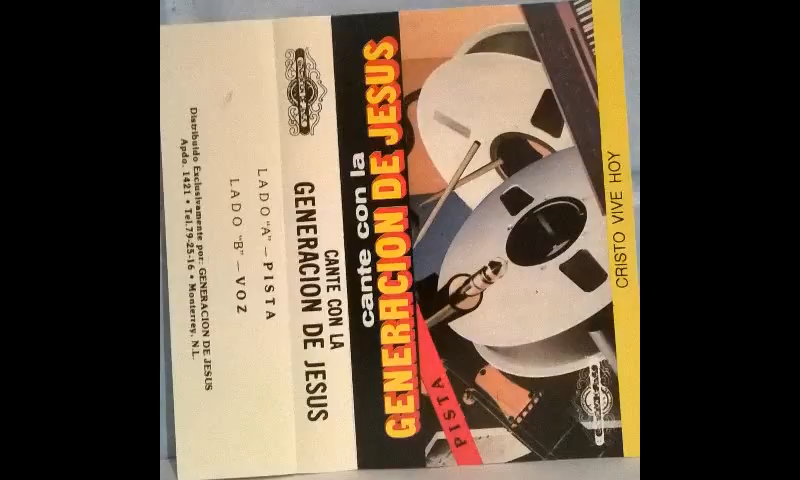 CRISTO VIVE HOY
cante con la
GENERACION DE JESUS
PISTA
CANTE CON LA
GENERACION DE JESUS
LADO "A" – PISTA
LADO "B" – VOZ
Distribuido Exclusivamente por: GENERACION DE JESUS
Apdo. 1421 • Tel. 79-25-16 • Monterrey, N.L.